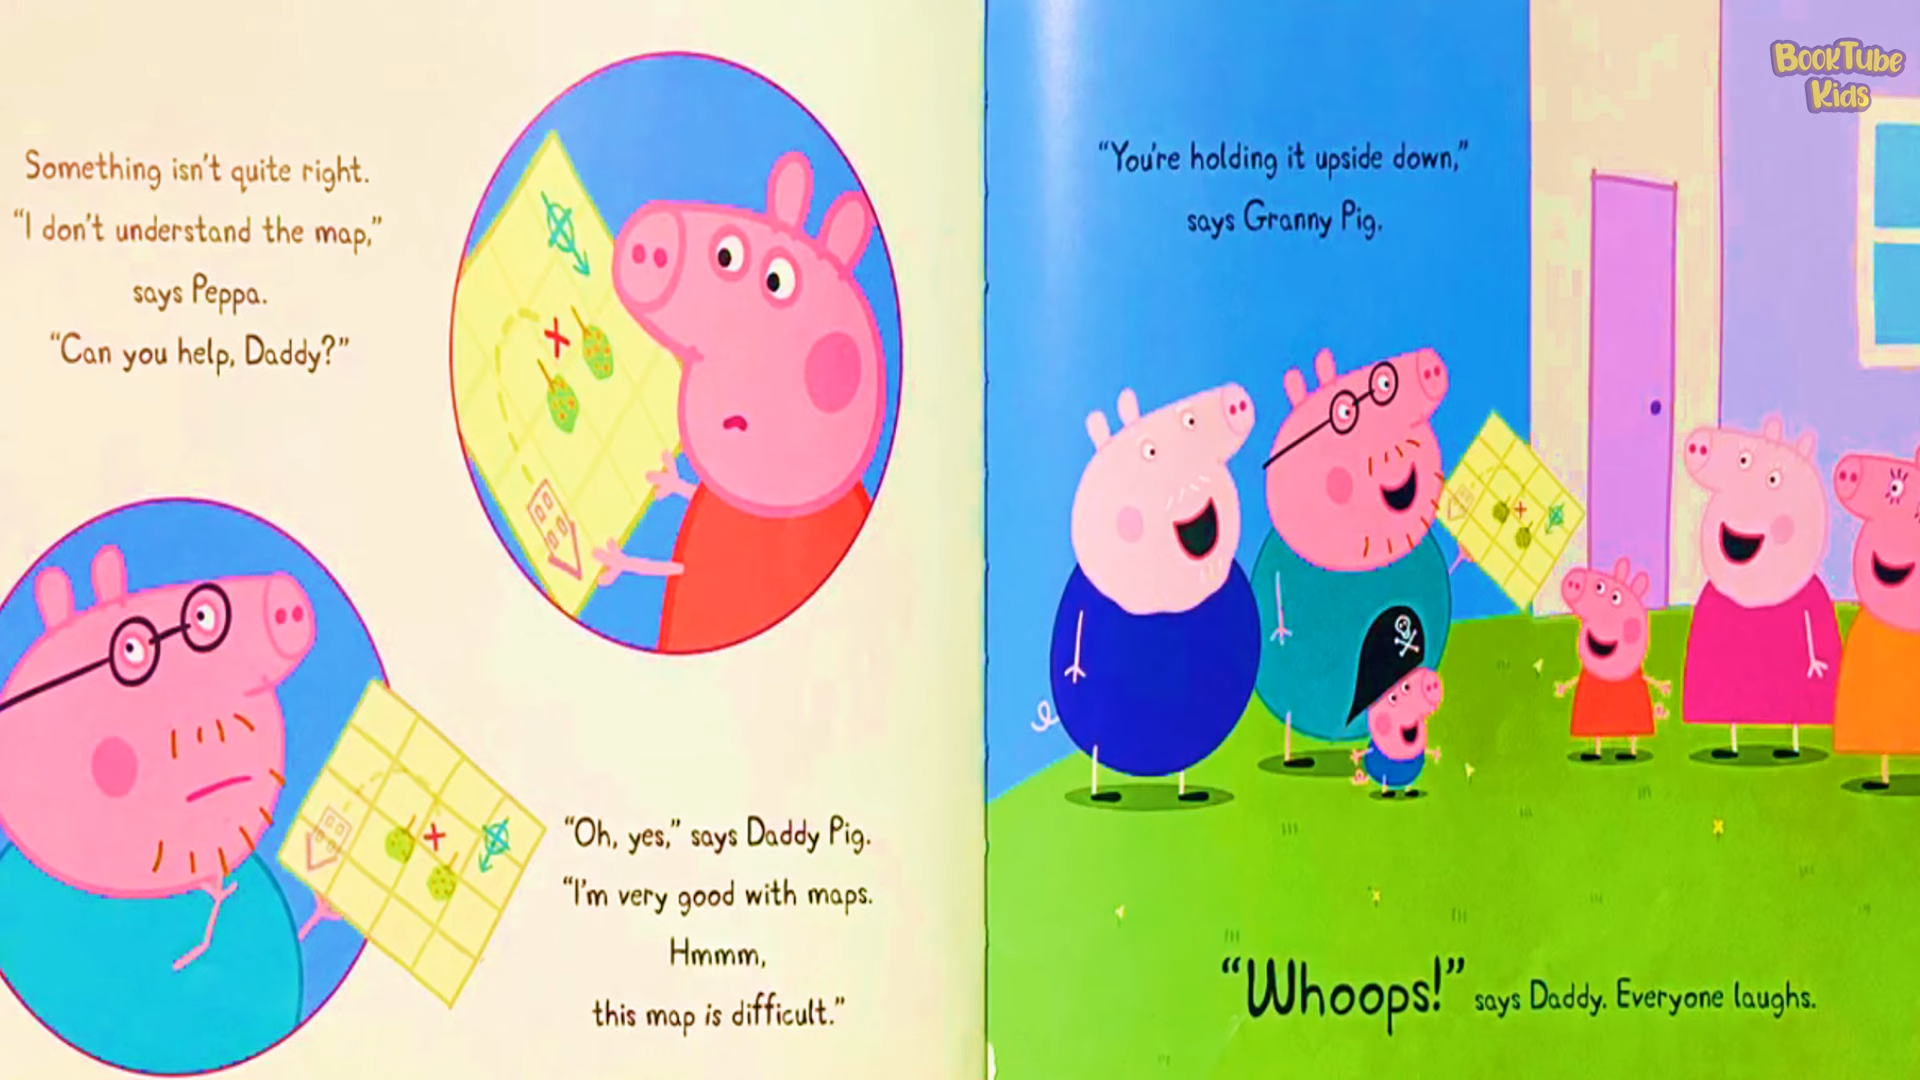 Something isn't quite right.
“I don't understand the map,”
says Peppa.
“Can you help, Daddy?”
“Oh, yes,” says Daddy Pig.
“I'm very good with maps.
Hmmm,
this map is difficult.”
“You're holding it upside down,”
says Granny Pig.
“Whoops!” says Daddy. Everyone laughs.
BookTube
Kids